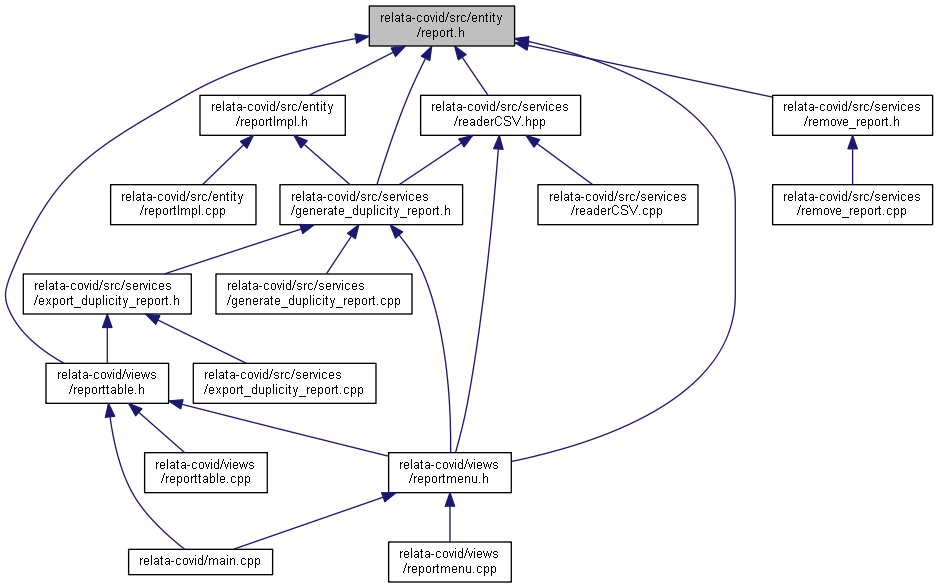 relata-covid/src/entity
/report.h
relata-covid/src/entity
/reportImpl.h
relata-covid/src/services
/readerCSV.hpp
relata-covid/src/services
/remove_report.h
relata-covid/src/entity
/reportImpl.cpp
relata-covid/src/services
/generate_duplicity_report.h
relata-covid/src/services
/readerCSV.cpp
relata-covid/src/services
/remove_report.cpp
relata-covid/src/services
/export_duplicity_report.h
relata-covid/src/services
/generate_duplicity_report.cpp
relata-covid/views
/reporttable.h
relata-covid/src/services
/export_duplicity_report.cpp
relata-covid/views
/reporttable.cpp
relata-covid/views
/reportmenu.h
relata-covid/main.cpp
relata-covid/views
/reportmenu.cpp